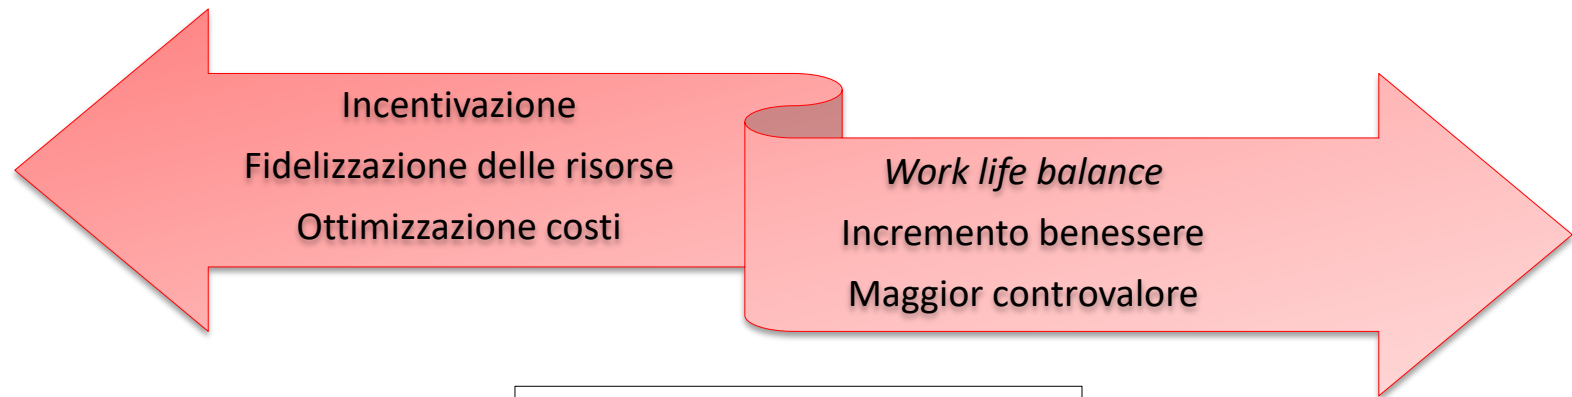 Incentivazione
Fidelizzazione delle risorse
Ottimizzazione costi
Work life balance
Incremento benessere
Maggior controvalore